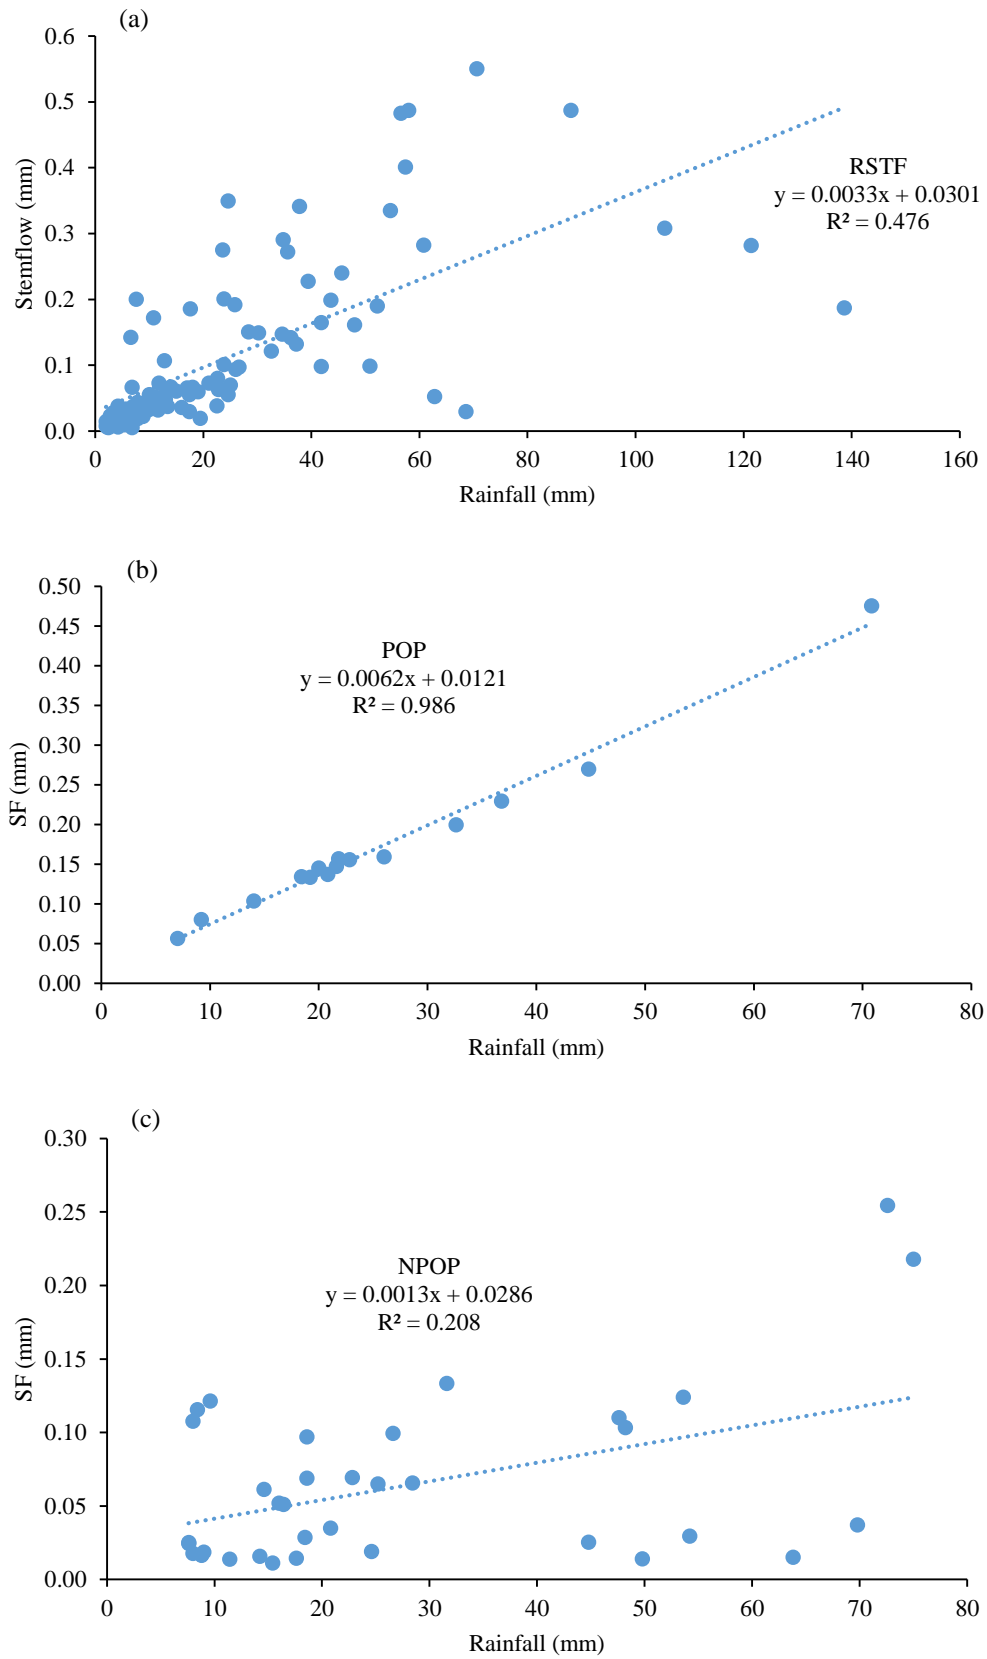 (a)
0.6
0.5
0.4
0.3
0.2
0.1
0.0
Stemflow (mm)
RSTF
y = 0.0033x + 0.0301
R² = 0.476
0 20 40 60 80 100 120 140 160
Rainfall (mm)
(b)
0.50
0.45
0.40
0.35
0.30
0.25
0.20
0.15
0.10
0.05
0.00
SF (mm)
POP
y = 0.0062x + 0.0121
R² = 0.986
0 10 20 30 40 50 60 70 80
Rainfall (mm)
(c)
0.30
0.25
0.20
0.15
0.10
0.05
0.00
SF (mm)
NPOP
y = 0.0013x + 0.0286
R² = 0.208
0 10 20 30 40 50 60 70 80
Rainfall (mm)